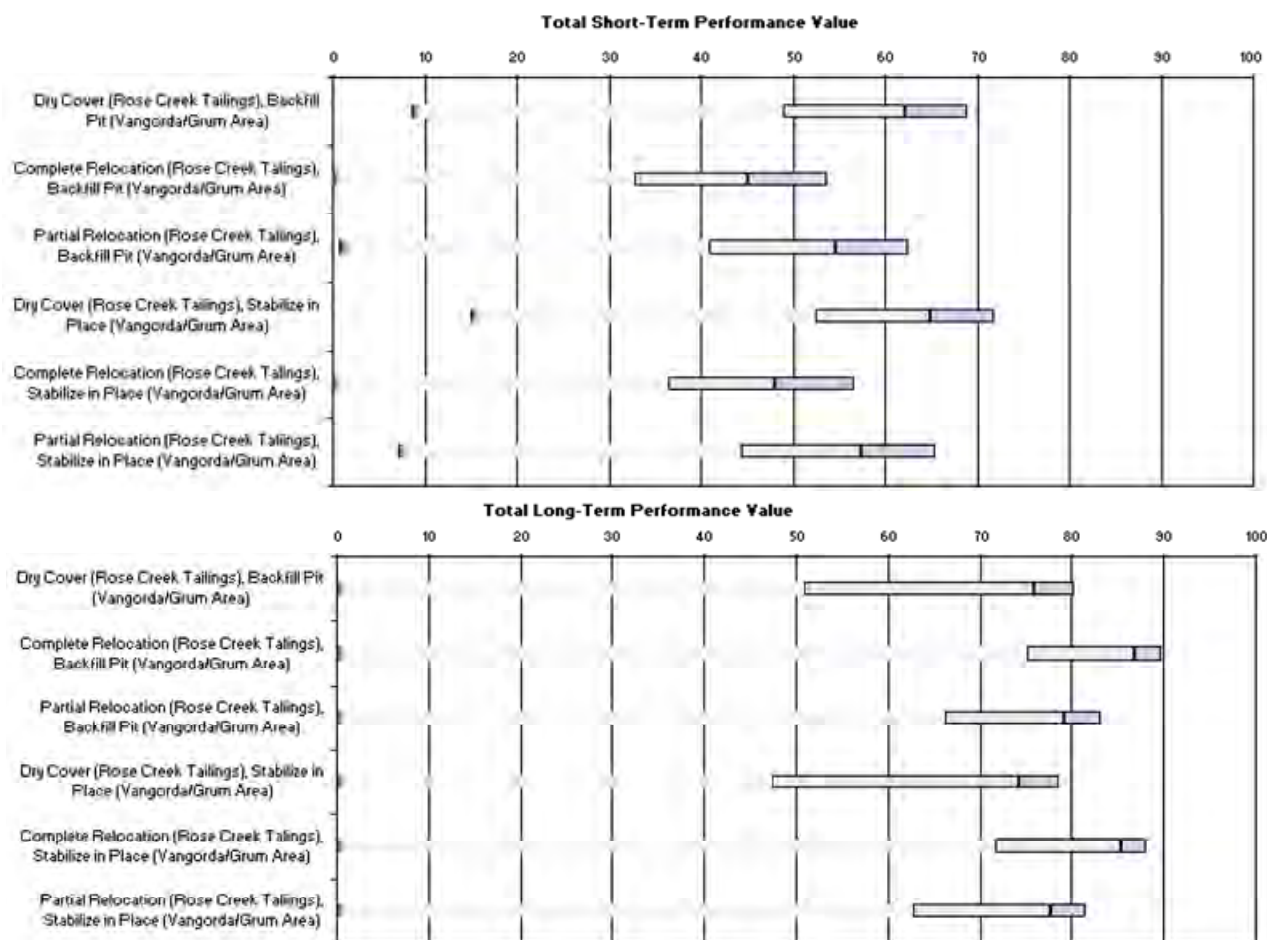 Total Short-Term Performance Value
0 10 20 30 40 50 60 70 80 90 100
Dry Cover (Rose Creek Tailings), Backfill
Pit (Vangorda/Grum Area)
Complete Relocation (Rose Creek Tailings),
Backfill Pit (Vangorda/Grum Area)
Partial Relocation (Rose Creek Tailings),
Backfill Pit (Vangorda/Grum Area)
Dry Cover (Rose Creek Tailings), Stabilize in
Place (Vangorda/Grum Area)
Complete Relocation (Rose Creek Tailings),
Stabilize in Place (Vangorda/Grum Area)
Partial Relocation (Rose Creek Tailings),
Stabilize in Place (Vangorda/Grum Area)
Total Long-Term Performance Value
0 10 20 30 40 50 60 70 80 90 100
Dry Cover (Rose Creek Tailings), Backfill Pit
(Vangorda/Grum Area)
Complete Relocation (Rose Creek Tailings),
Backfill Pit (Vangorda/Grum Area)
Partial Relocation (Rose Creek Tailings),
Backfill Pit (Vangorda/Grum Area)
Dry Cover (Rose Creek Tailings), Stabilize in
Place (Vangorda/Grum Area)
Complete Relocation (Rose Creek Tailings),
Stabilize in Place (Vangorda/Grum Area)
Partial Relocation (Rose Creek Tailings),
Stabilize in Place (Vangorda/Grum Area)